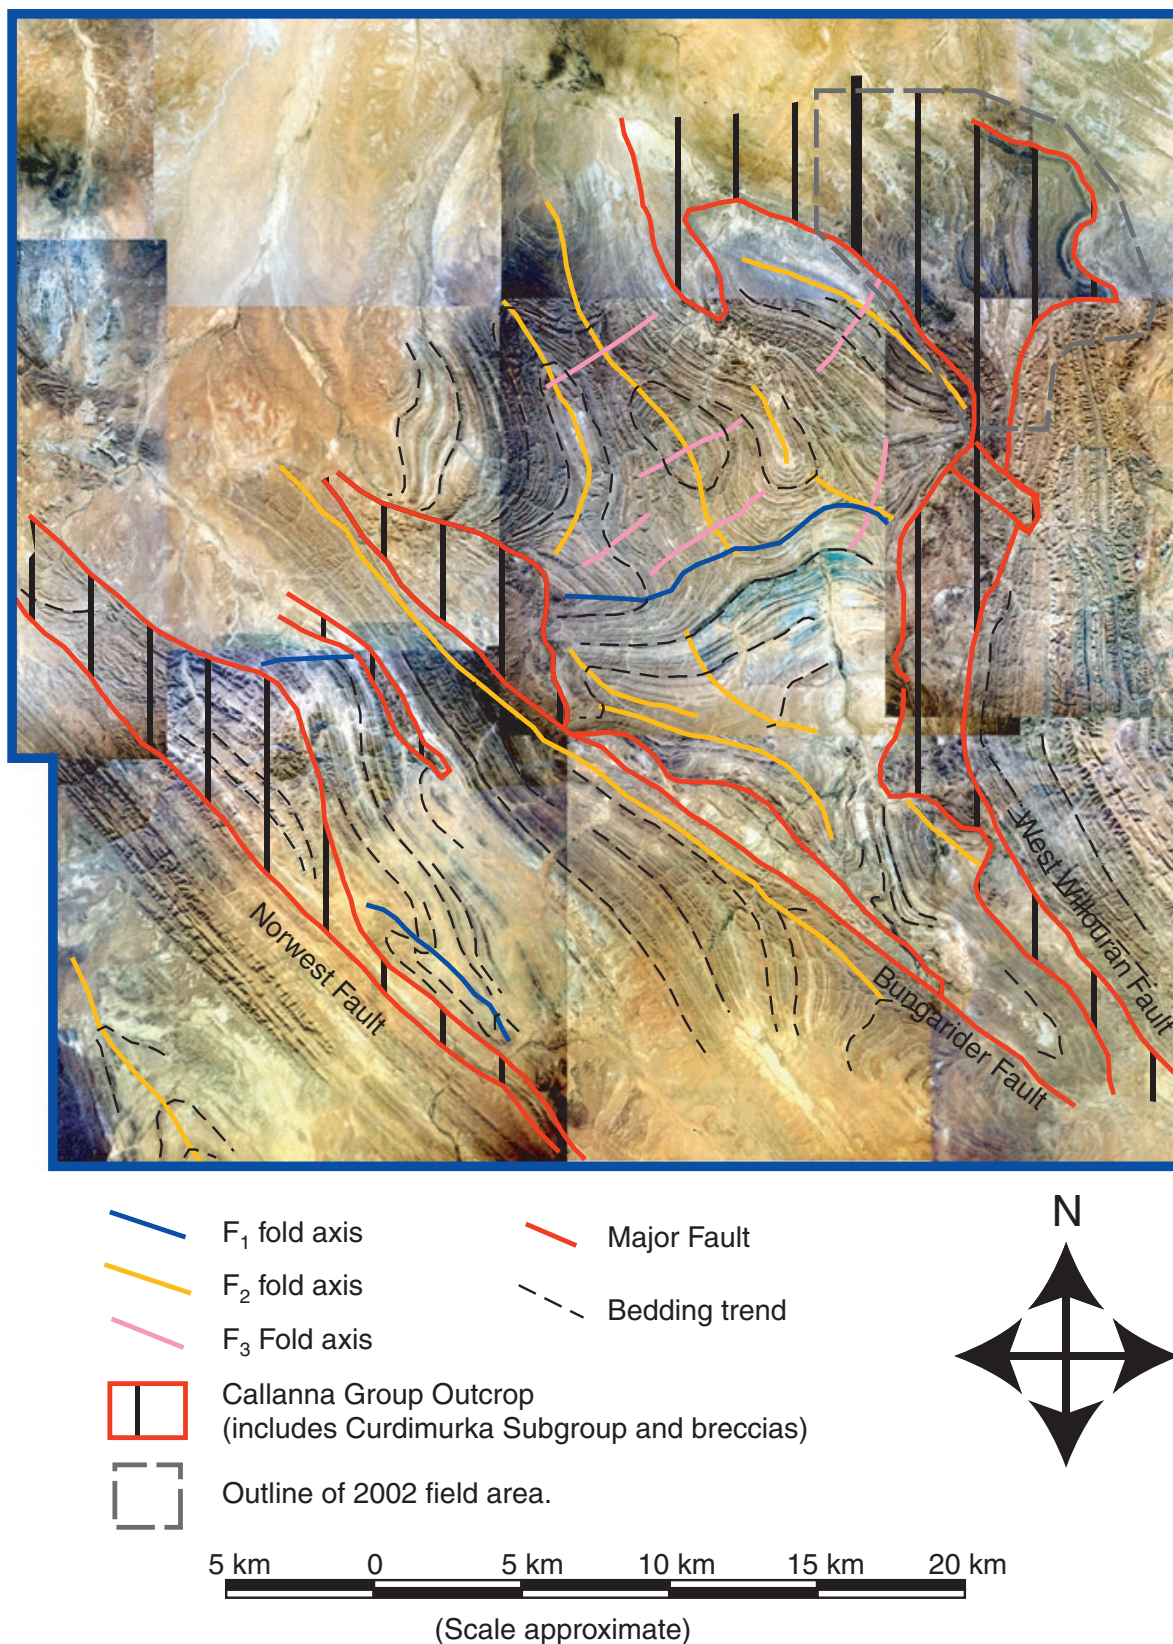 Norwest Fault
Bungarider Fault
West Willouran Fault
F1 fold axis
F2 fold axis
F3 Fold axis
Major Fault
Bedding trend
Callanna Group Outcrop
(includes Curdimurka Subgroup and breccias)
Outline of 2002 field area.
N
5 km 0 5 km 10 km 15 km 20 km
(Scale approximate)